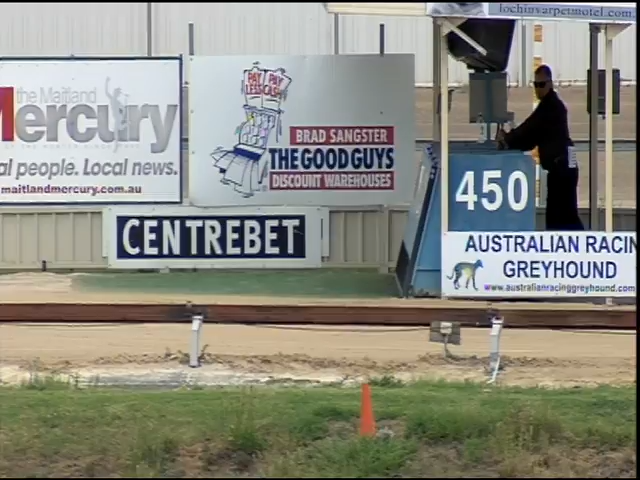 lochinvarpetmotel.com
the Maitland
Mercury
al people. Local news.
maitlandmercury.com.au
PAY LESS
PAY CASH
BRAD SANGSTER
THE GOOD GUYS
DISCOUNT WAREHOUSES
CENTREBET
450
AUSTRALIAN RACIN
GREYHOUND
www.australianracinggreyhound.com